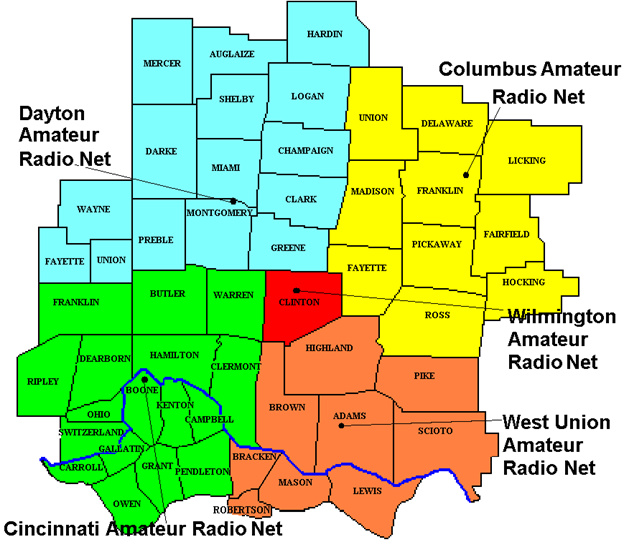 HARDIN
MERCER
AUGLAIZE
Columbus Amateur
Radio Net
SHELBY
LOGAN
Dayton
Amateur
Radio Net
UNION
DELAWARE
DARKE
MIAMI
CHAMPAIGN
LICKING
MADISON
FRANKLIN
CLARK
WAYNE
MONTGOMERY
PREBLE
GREENE
PICKAWAY
FAIRFIELD
FAYETTE
UNION
FAYETTE
HOCKING
FRANKLIN
BUTLER
WARREN
CLINTON
ROSS
Wilmington
Amateur
Radio Net
HIGHLAND
DEARBORN
HAMILTON
CLERMONT
RIPLEY
PIKE
BOONE
KENTON
BROWN
ADAMS
OHIO
CAMPBELL
SCIOTO
West Union
Amateur
Radio Net
SWITZERLAND
GALLATIN
BRACKEN
CARROLL
GRANT
PENDLETON
MASON
LEWIS
OWEN
ROBERTSON
Cincinnati Amateur Radio Net